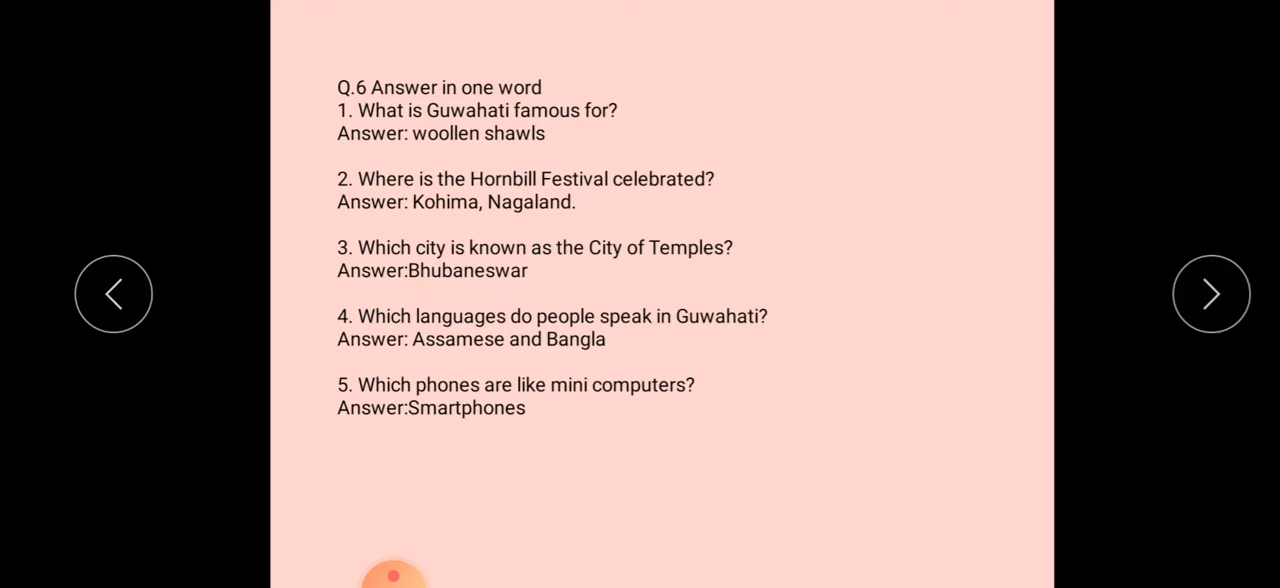 Q.6 Answer in one word
1. What is Guwahati famous for?
Answer: woollen shawls
2. Where is the Hornbill Festival celebrated?
Answer: Kohima, Nagaland.
3. Which city is known as the City of Temples?
Answer:Bhubaneswar
4. Which languages do people speak in Guwahati?
Answer: Assamese and Bangla
5. Which phones are like mini computers?
Answer:Smartphones